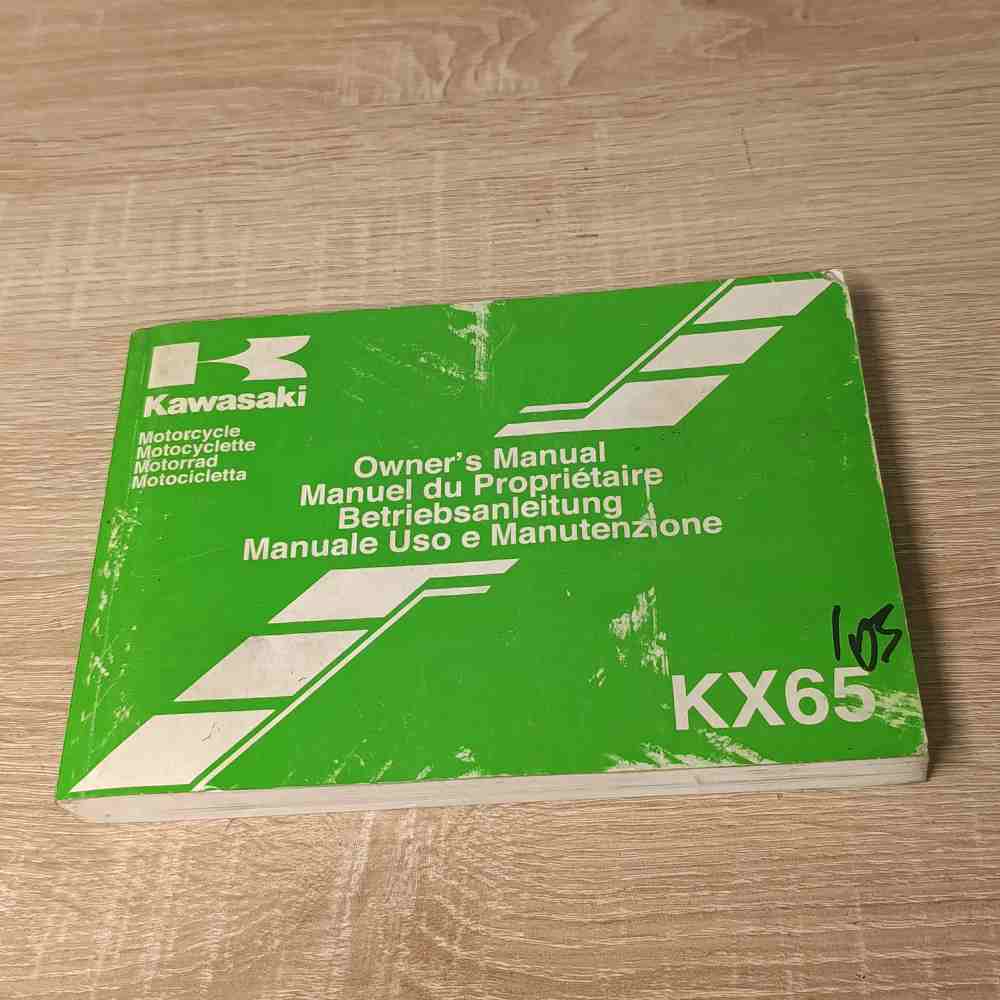 Kawasaki
Motorcycle
Motocyclette
Motorrad
Motocicletta
Owner's Manual
Manuel du Propriétaire
Betriebsanleitung
Manuale Uso e Manutenzione
KX65